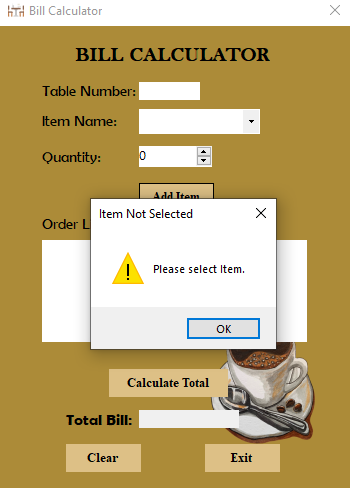 Bill Calculator
BILL CALCULATOR
Table Number:
Item Name:
Quantity:
0
Add Item
Item Not Selected
Order L
Please select Item.
OK
Calculate Total
Total Bill:
Clear
Exit